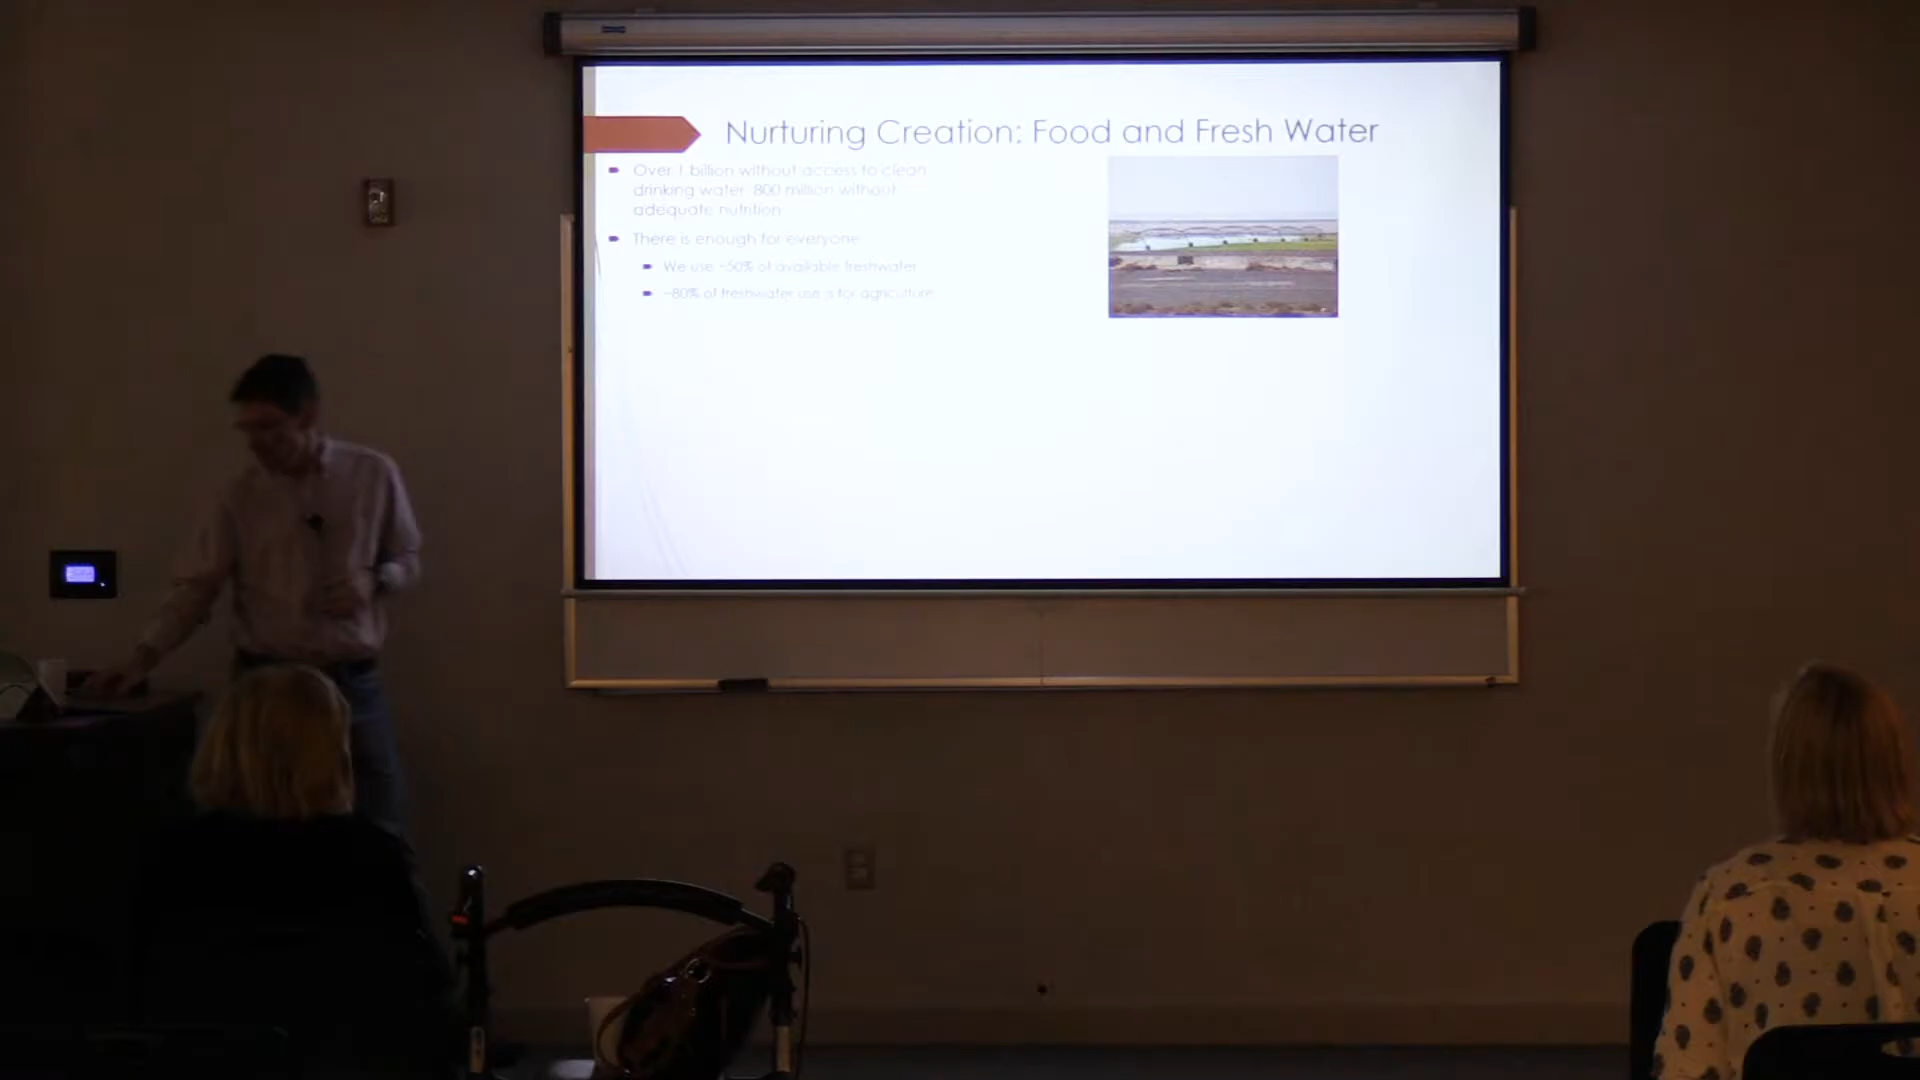 Nurturing Creation: Food and Fresh Water
Over 1 billion without access to clean
drinking water. 800 million without
adequate nutrition
There is enough for everyone
We use ~50% of available freshwater
~80% of freshwater use is for agriculture